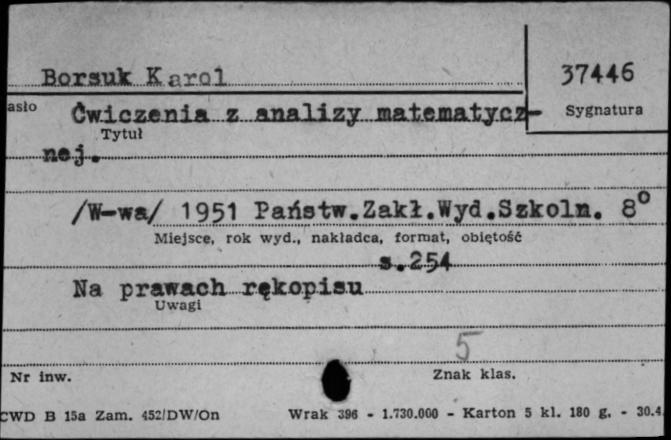 Borsuk Karol
37446
asło
Ćwiczenia z analizy matematycz-
Sygnatura
Tytuł
nej.
/W-wa/ 1951 Państw.Zakł.Wyd.Szkoln. 8°
Miejsce, rok wyd., nakładca, format, objętość
s.254
Na prawach rękopisu
Uwagi
5
Nr inw.
Znak klas.
CWD B 15a Zam. 452/DW/On Wrak 396 - 1.730.000 - Karton 5 kl. 180 g. - 30.4